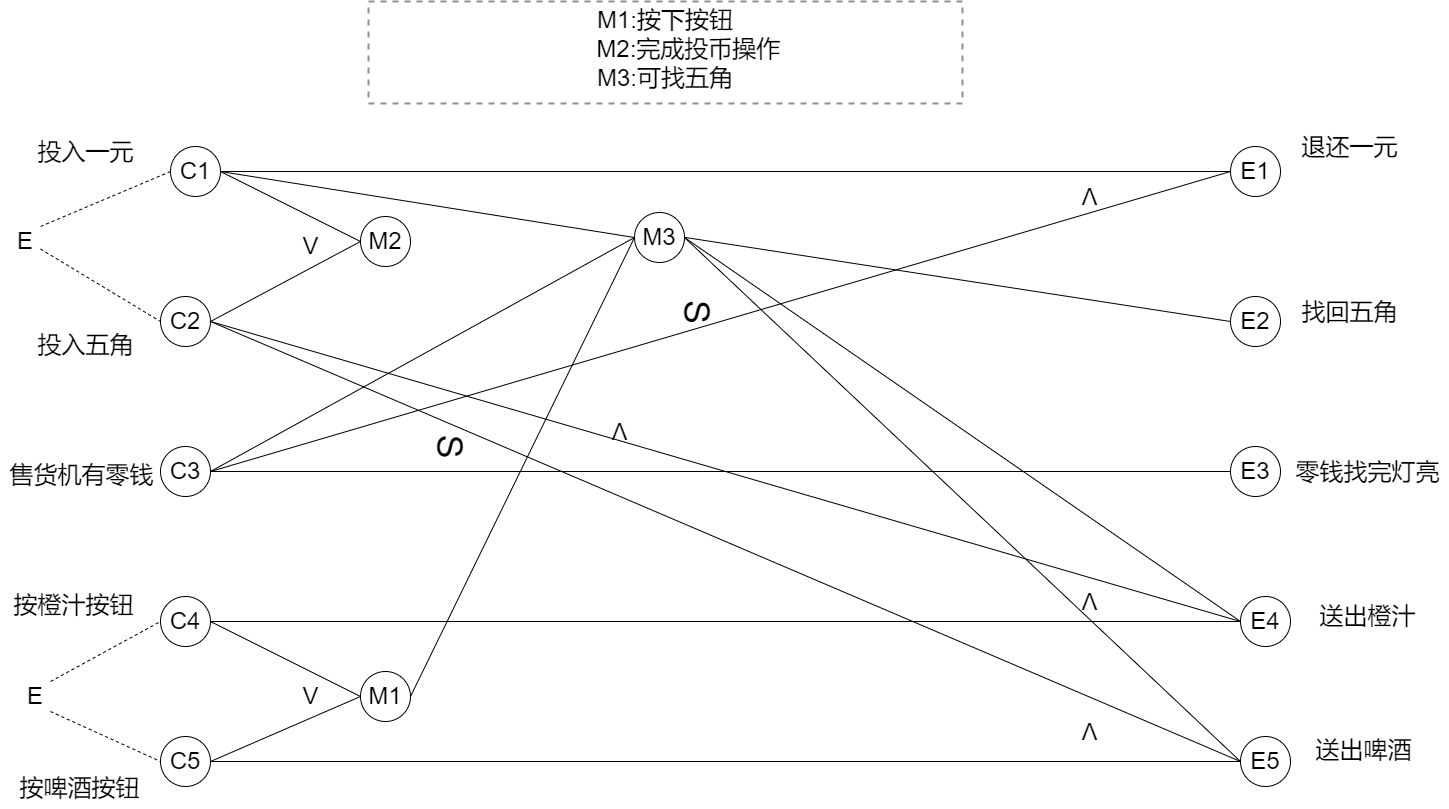 M1:按下按钮
M2:完成投币操作
M3:可找五角
投入一元
C1
E1
退还一元
Λ
E
V
M2
M3
C2
S
E2
找回五角
投入五角
售货机有零钱
C3
S
Λ
E3
零钱找完灯亮
按橙汁按钮
C4
Λ
E4
送出橙汁
E
V
M1
C5
Λ
E5
送出啤酒
按啤酒按钮